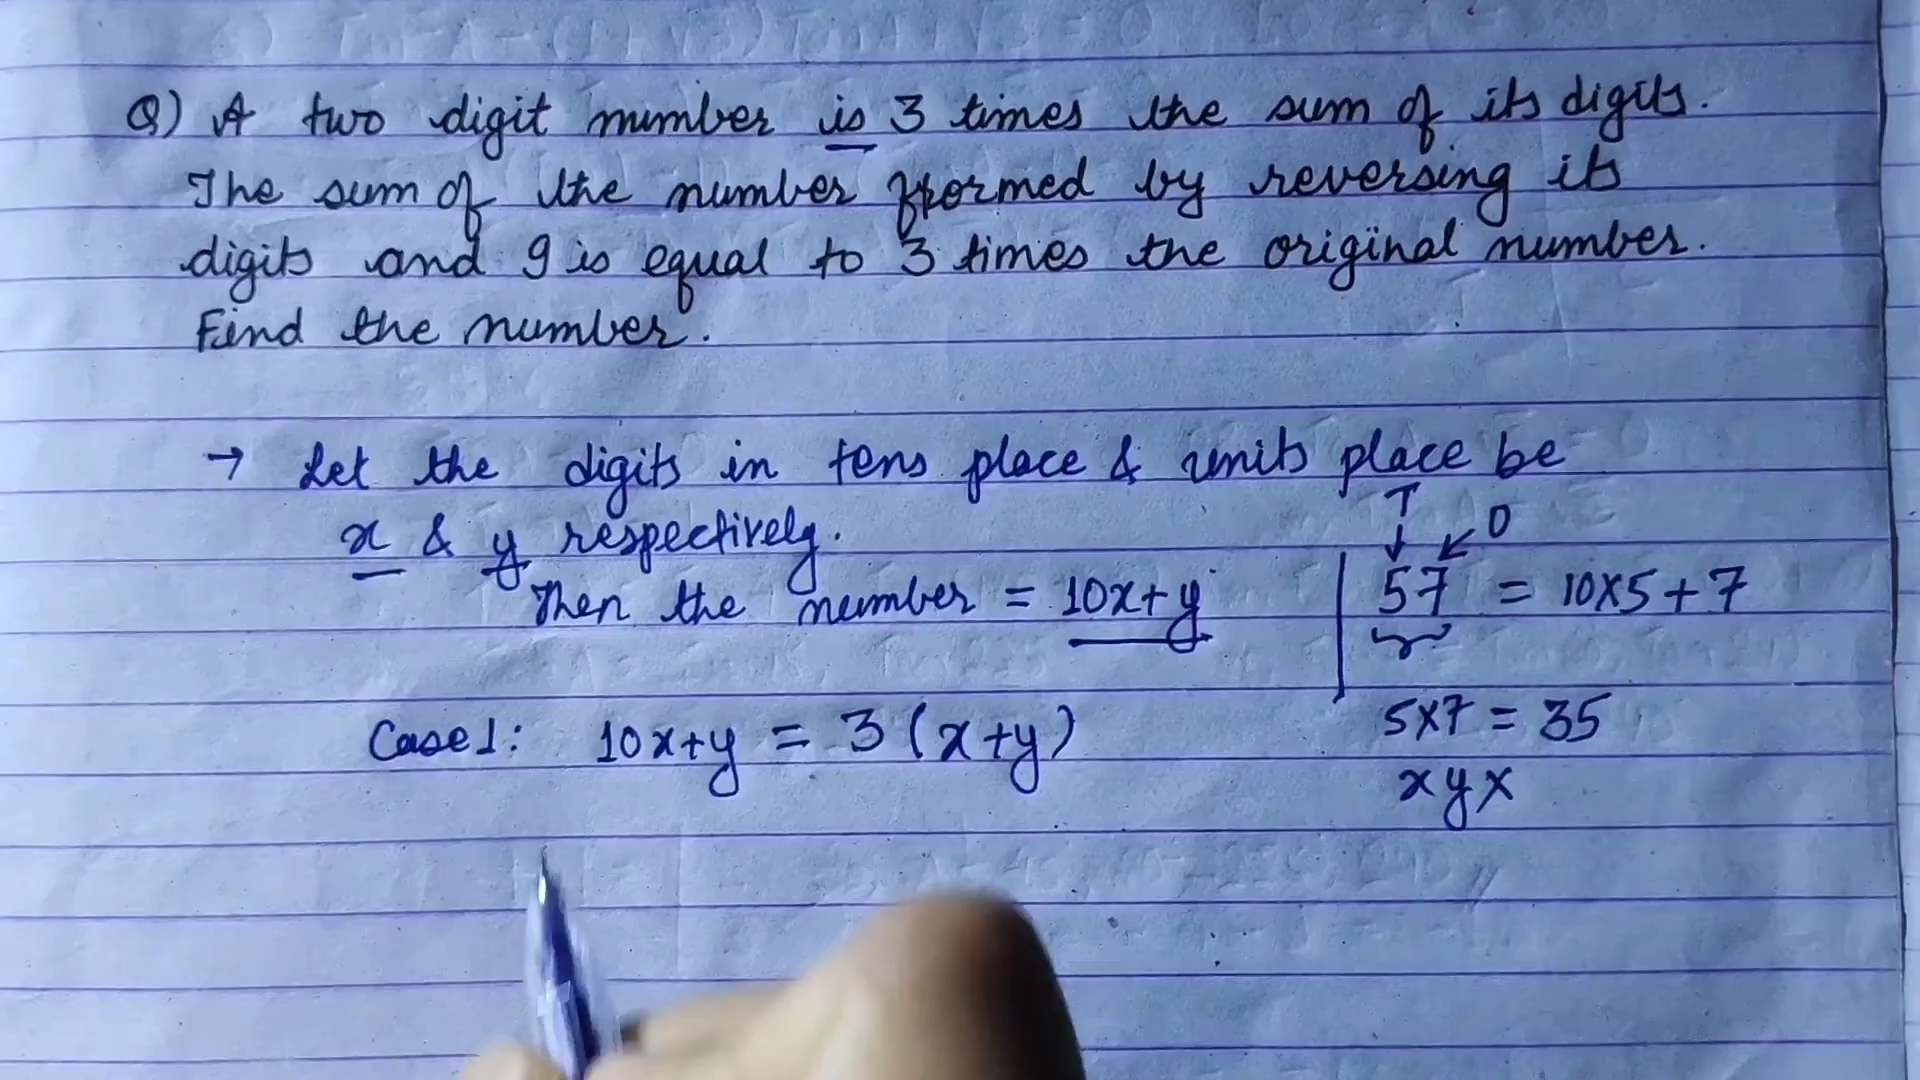 Q) A two digit number is 3 times the sum of its digits.
The sum of the number formed by reversing its
digits and 9 is equal to 3 times the original number.
Find the number.
→ Let the digits in tens place & units place be
x & y respectively.
T
O
Then the number = 10x+y
57 = 10×5+7
Case1: 10x+y = 3(x+y)
5×7 = 35
xy×